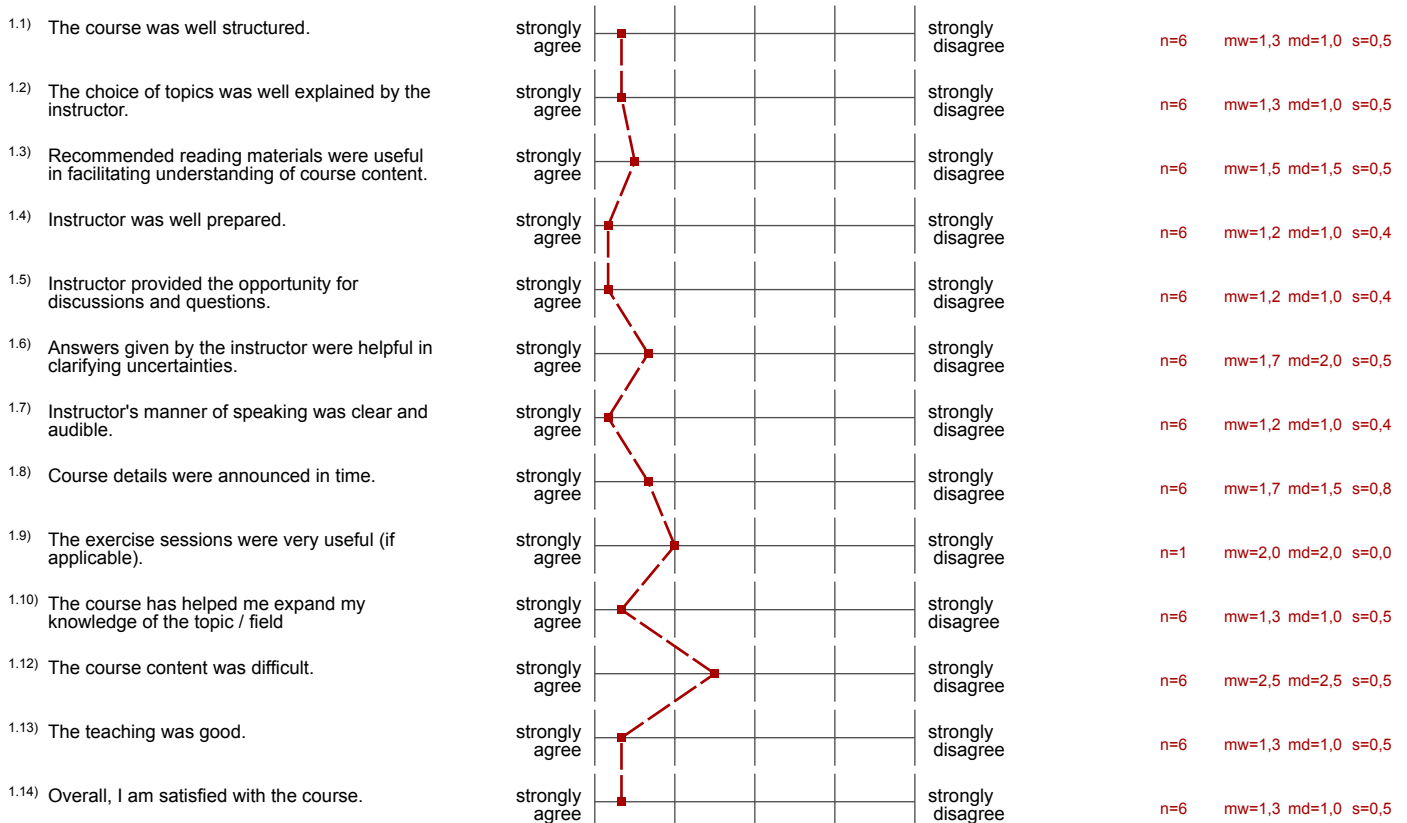 1.1) The course was well structured. strongly agree strongly disagree n=6 mw=1,3 md=1,0 s=0,5
1.2) The choice of topics was well explained by the instructor. strongly agree strongly disagree n=6 mw=1,3 md=1,0 s=0,5
1.3) Recommended reading materials were useful in facilitating understanding of course content. strongly agree strongly disagree n=6 mw=1,5 md=1,5 s=0,5
1.4) Instructor was well prepared. strongly agree strongly disagree n=6 mw=1,2 md=1,0 s=0,4
1.5) Instructor provided the opportunity for discussions and questions. strongly agree strongly disagree n=6 mw=1,2 md=1,0 s=0,4
1.6) Answers given by the instructor were helpful in clarifying uncertainties. strongly agree strongly disagree n=6 mw=1,7 md=2,0 s=0,5
1.7) Instructor's manner of speaking was clear and audible. strongly agree strongly disagree n=6 mw=1,2 md=1,0 s=0,4
1.8) Course details were announced in time. strongly agree strongly disagree n=6 mw=1,7 md=1,5 s=0,8
1.9) The exercise sessions were very useful (if applicable). strongly agree strongly disagree n=1 mw=2,0 md=2,0 s=0,0
1.10) The course has helped me expand my knowledge of the topic / field strongly agree strongly disagree n=6 mw=1,3 md=1,0 s=0,5
1.12) The course content was difficult. strongly agree strongly disagree n=6 mw=2,5 md=2,5 s=0,5
1.13) The teaching was good. strongly agree strongly disagree n=6 mw=1,3 md=1,0 s=0,5
1.14) Overall, I am satisfied with the course. strongly agree strongly disagree n=6 mw=1,3 md=1,0 s=0,5